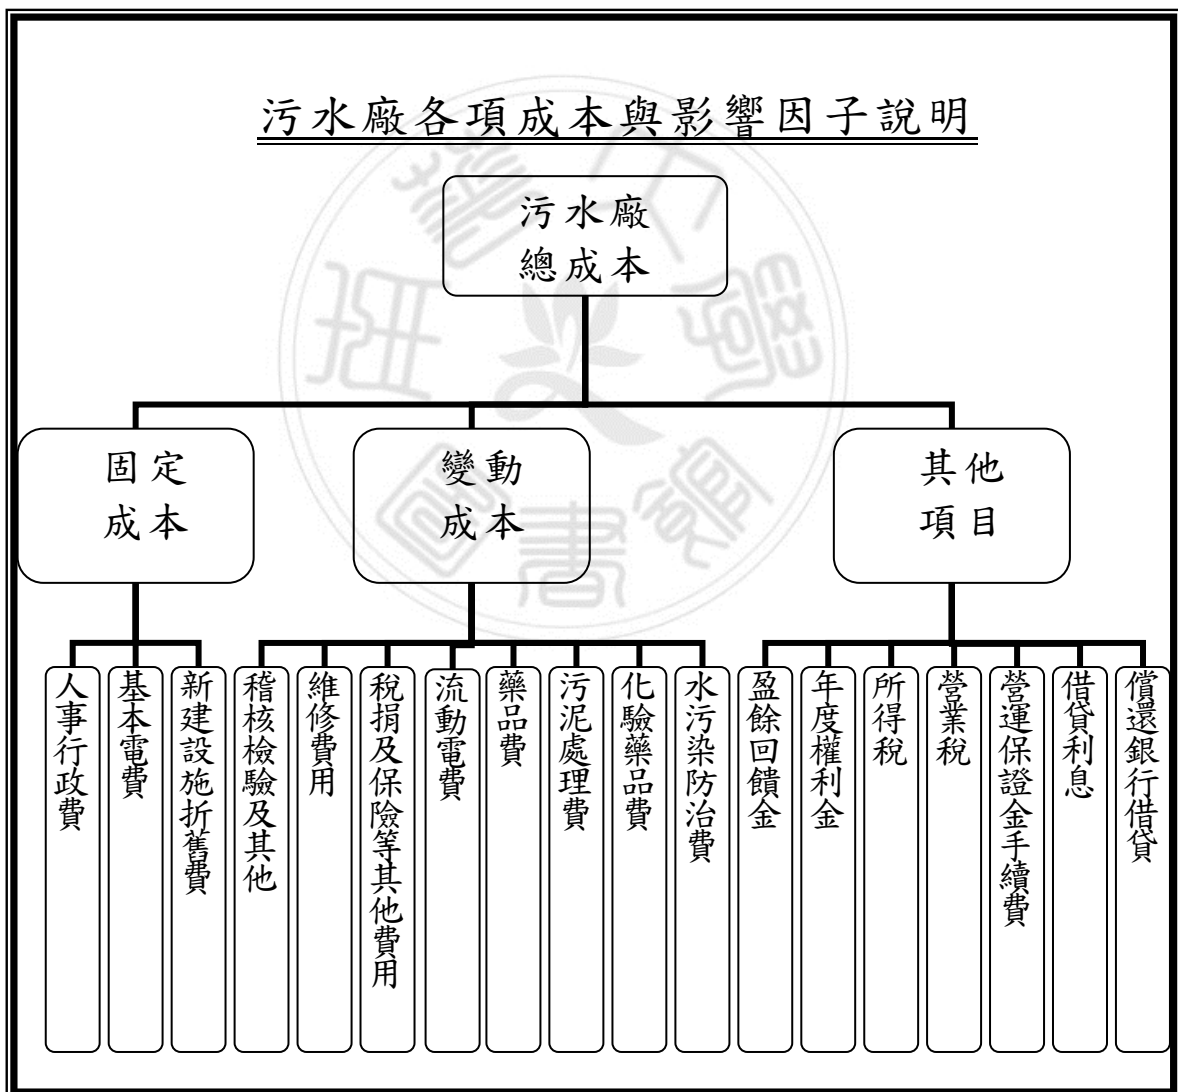 污水廠各項成本與影響因子說明
污水廠
總成本
固定
成本
變動
成本
其他
項目
人事行政費
基本電費
新建設施折舊費
稽核檢驗及其他
維修費用
稅捐及保險等其他費用
流動電費
藥品費
污泥處理費
化驗藥品費
水污染防治費
盈餘回饋金
年度權利金
所得稅
營業稅
營運保證金手續費
借貸利息
償還銀行借貸